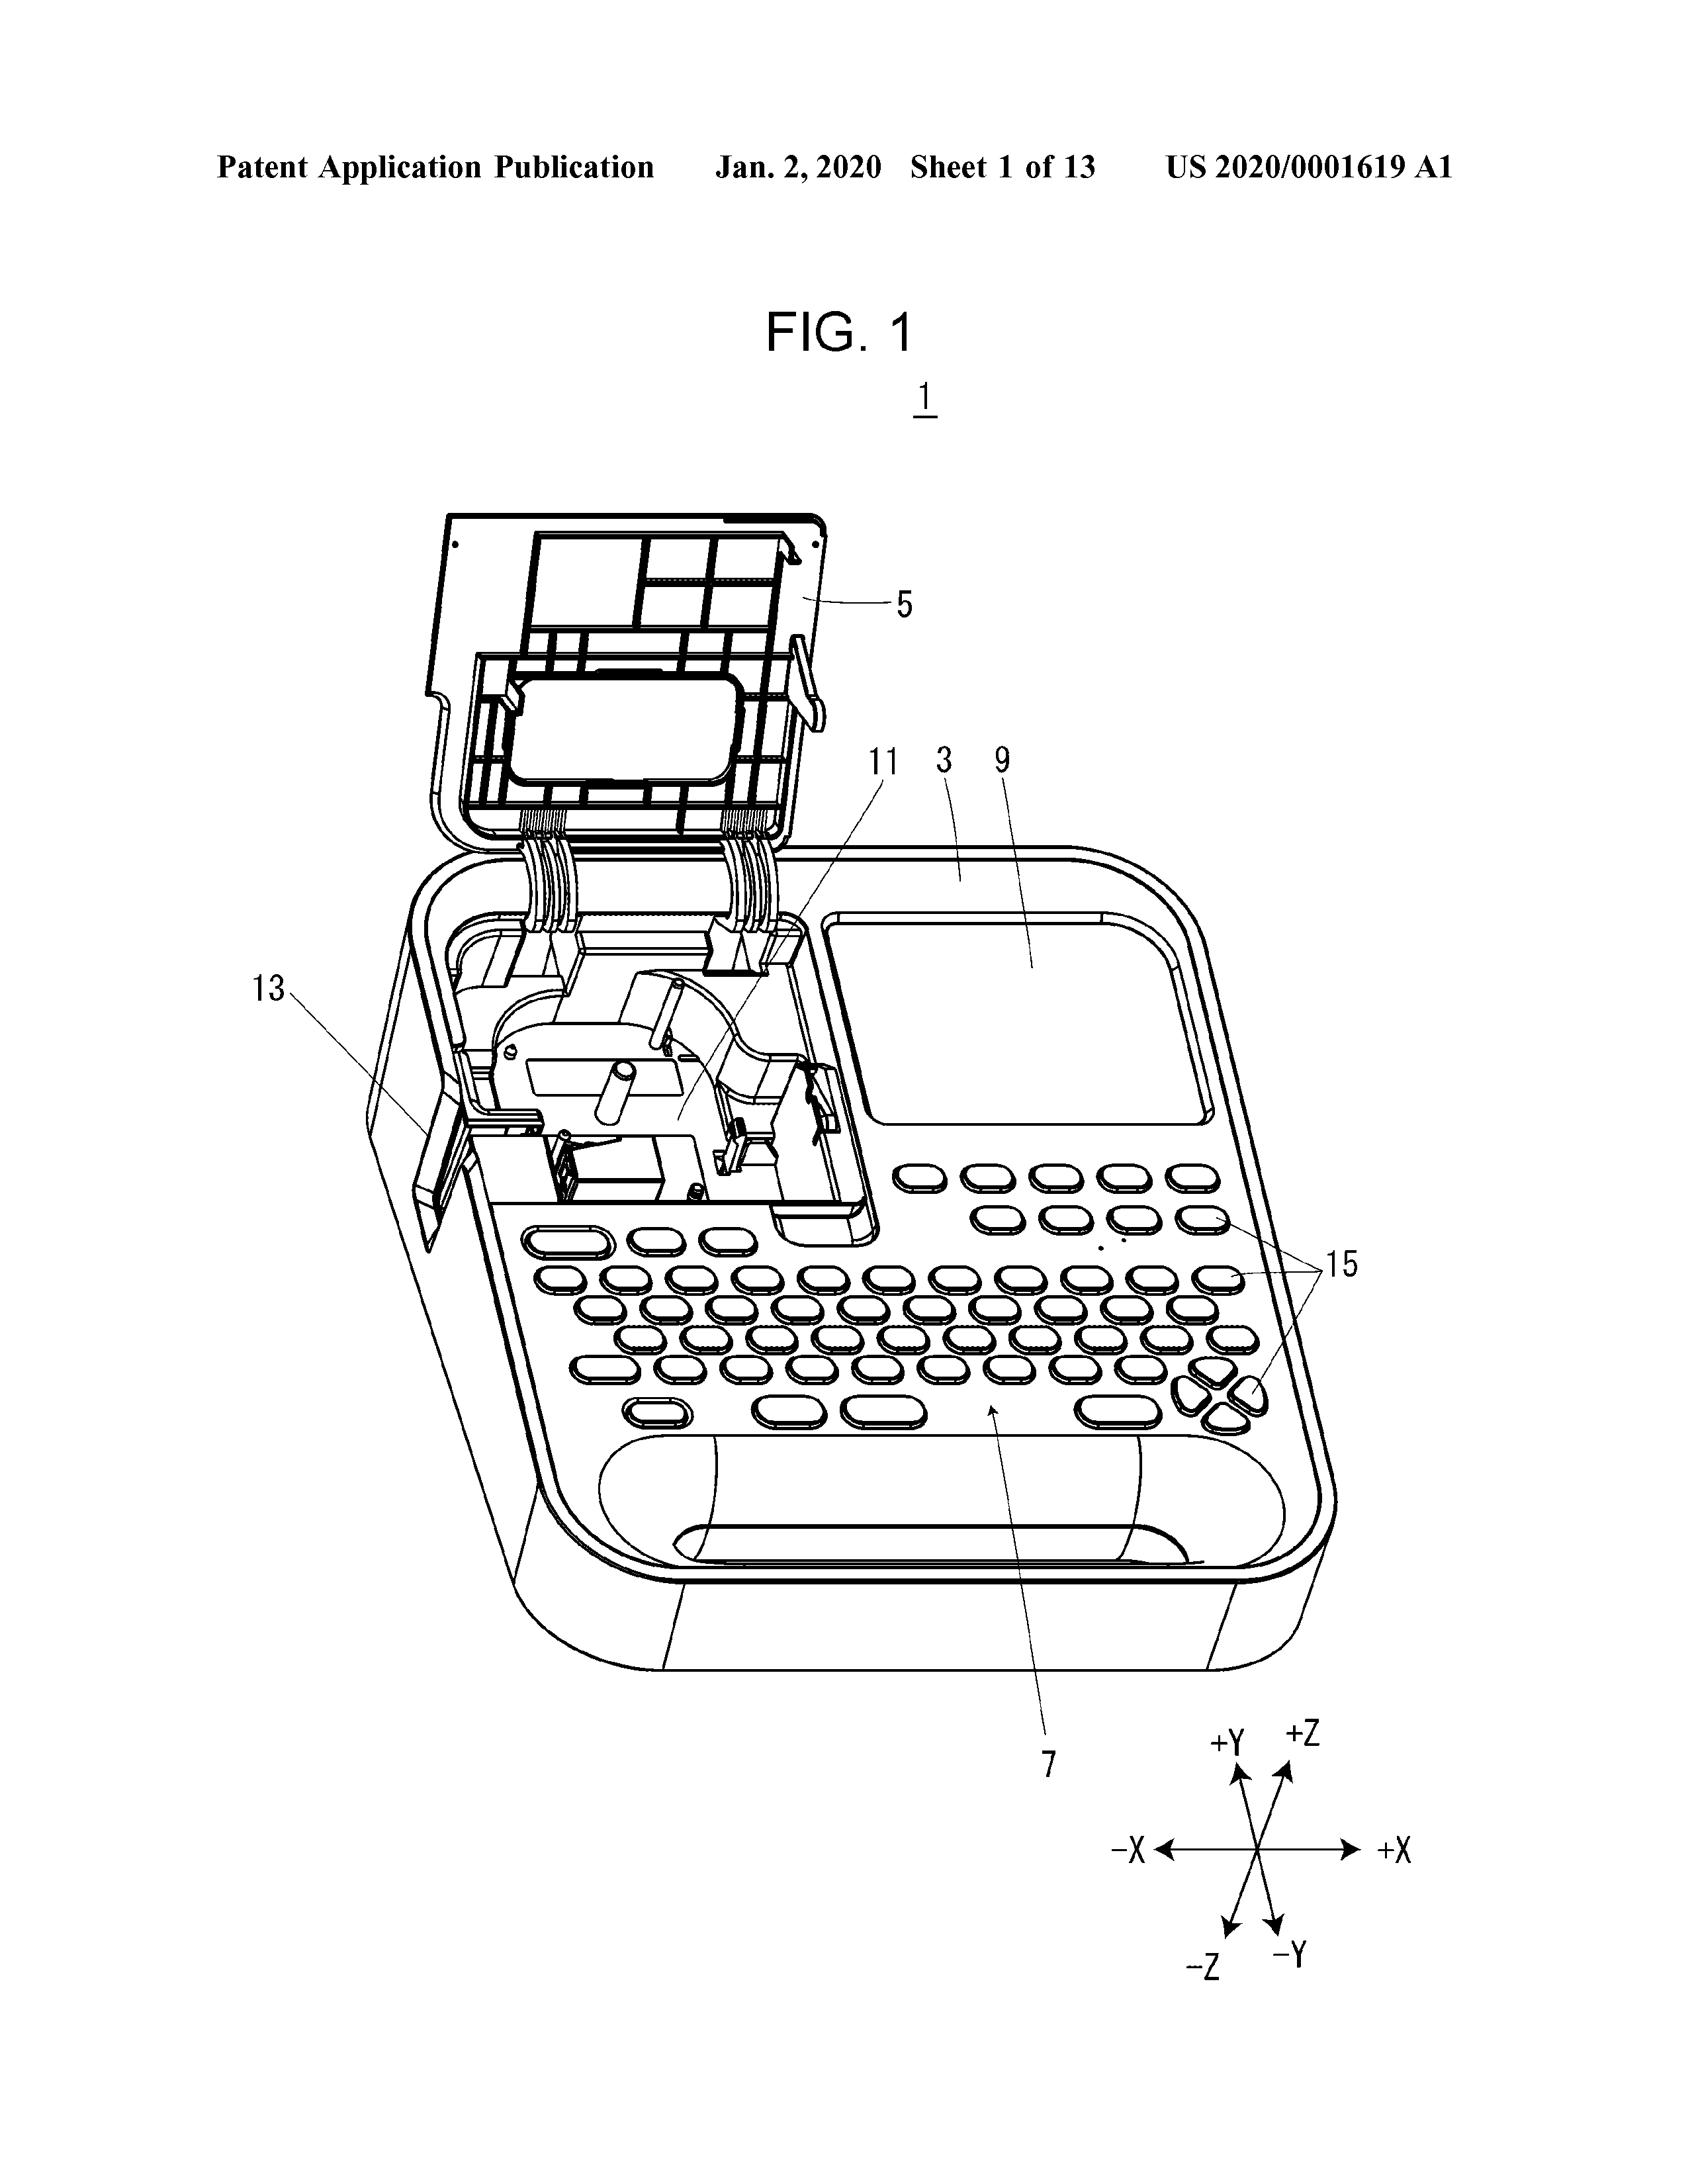 Patent Application Publication Jan. 2, 2020 Sheet 1 of 13 US 2020/0001619 A1
FIG. 1
1
5
11 3 9
13
15
7
+Y +Z
-X +X
-Z -Y